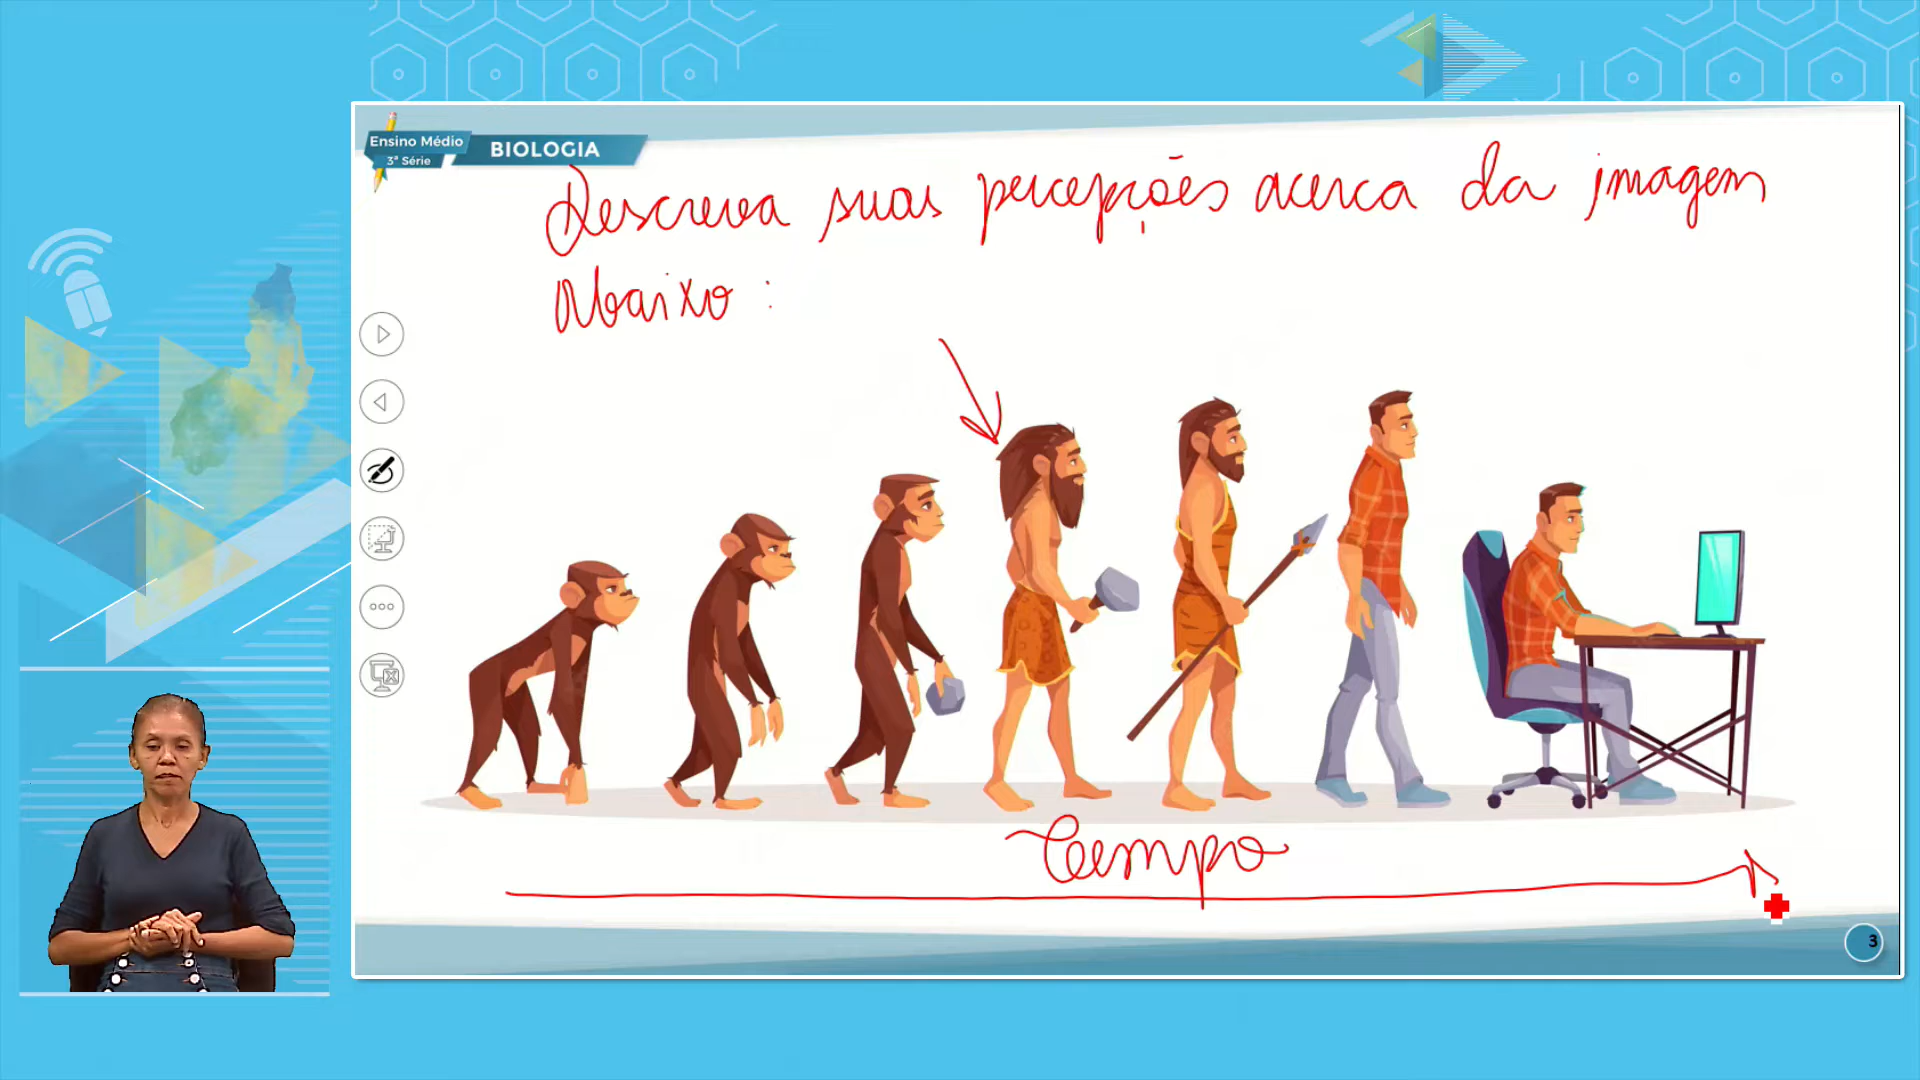 Ensino Médio
3ª Série
BIOLOGIA
Descreva suas percepções acerca da imagem
Abaixo:
Tempo
3